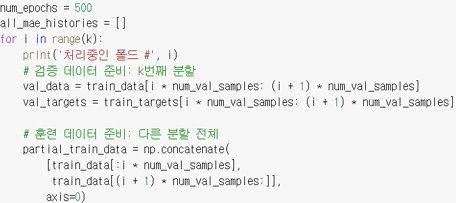 num_epochs = 500
all_mae_histories = []
for i in range(k):
    print('처리중인 폴드 #', i)
    # 검증 데이터 준비: k번째 분할
    val_data = train_data[i * num_val_samples: (i + 1) * num_val_samples]
    val_targets = train_targets[i * num_val_samples: (i + 1) * num_val_samples]

    # 훈련 데이터 준비: 다른 분할 전체
    partial_train_data = np.concatenate(
        [train_data[:i * num_val_samples],
         train_data[(i + 1) * num_val_samples:]],
        axis=0)